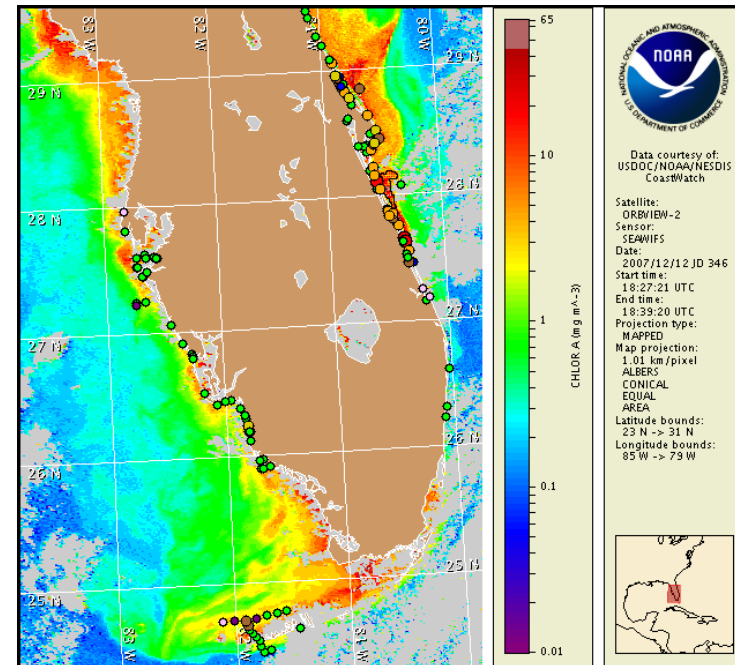 83 W
82 W
81 W
80 W
29 N
29 N
28 N
28 N
27 N
27 N
26 N
26 N
25 N
25 N
83 W
82 W
81 W
65
10
1
0.1
0.01
CHLOR A (mg m^-3)
NATIONAL OCEANIC AND ATMOSPHERIC ADMINISTRATION
NOAA
U.S. DEPARTMENT OF COMMERCE
Data courtesy of:
USDOC/NOAA/NESDIS
CoastWatch
Satellite:
ORBVIEW-2
Sensor:
SEAWIFS
Date:
2007/12/12 JD 346
Start time:
18:27:21 UTC
End time:
18:39:20 UTC
Projection type:
MAPPED
Map projection:
1.01 km/pixel
ALBERS
CONICAL
EQUAL
AREA
Latitude bounds:
23 N -> 31 N
Longitude bounds:
85 W -> 79 W